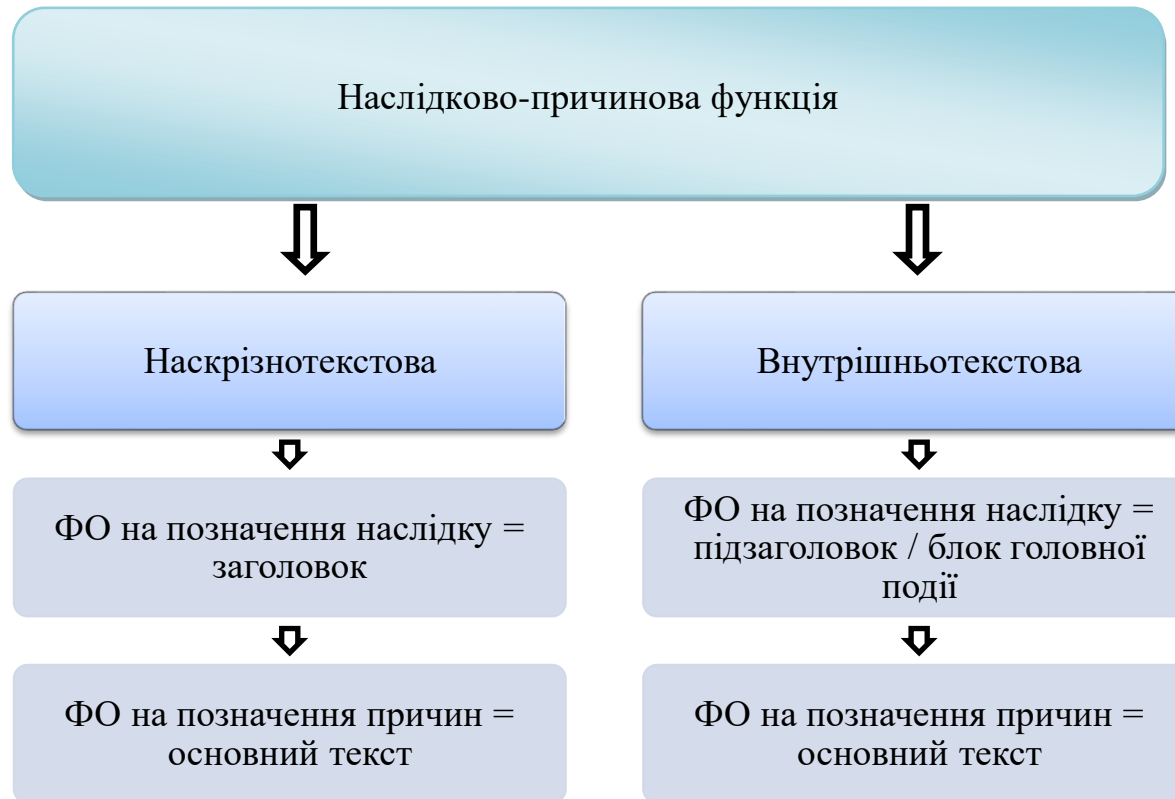 Наслідково-причинова функція
Наскрізнотекстова
Внутрішньотекстова
ФО на позначення наслідку =
заголовок
ФО на позначення наслідку =
підзаголовок / блок головної
події
ФО на позначення причин =
основний текст
ФО на позначення причин =
основний текст